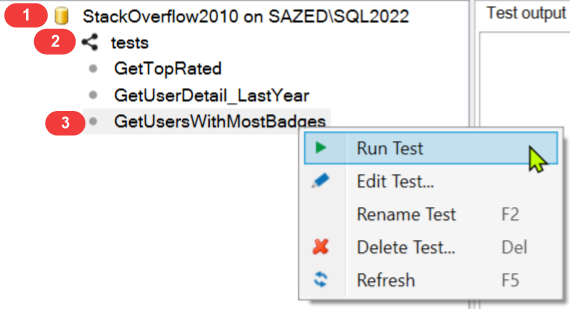 1 StackOverflow2010 on SAZED\SQL2022 Test output
2 tests
GetTopRated
GetUserDetail_LastYear
3 GetUsersWithMostBadges
Run Test
Edit Test...
Rename Test F2
Delete Test... Del
Refresh F5